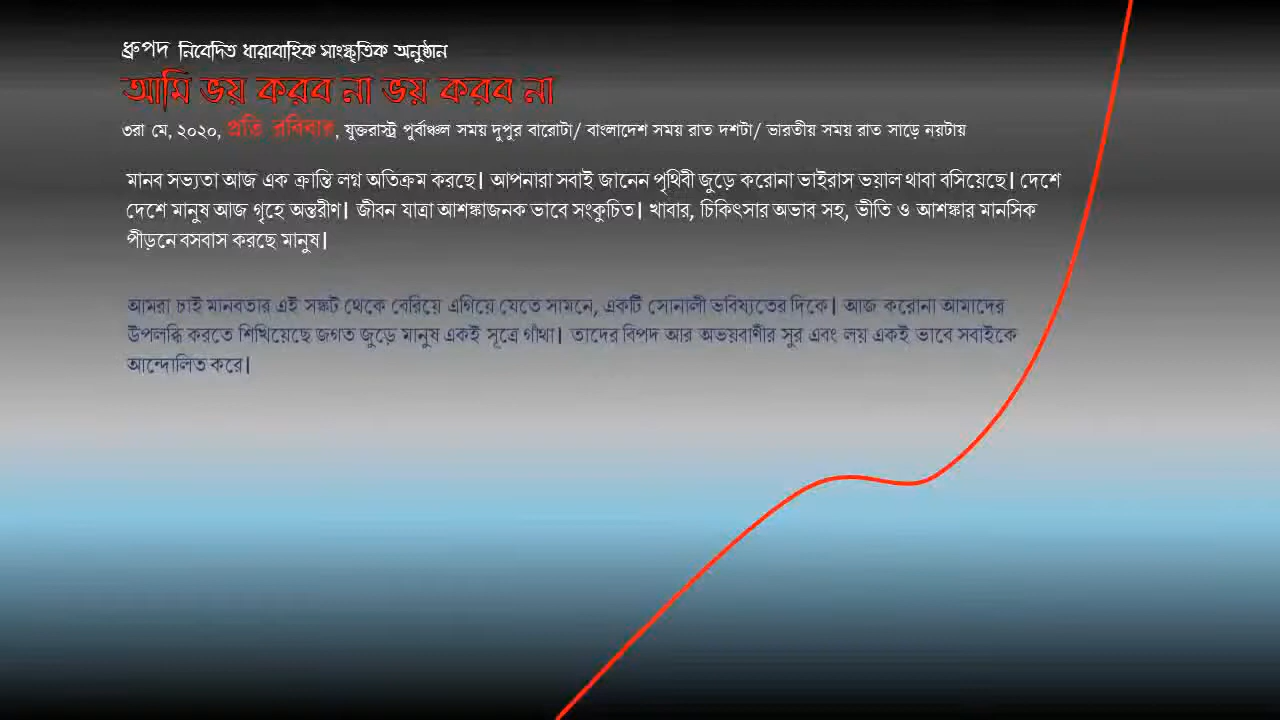 ধ্রুপদ নিবেদিত ধারাবাহিক সাংস্কৃতিক অনুষ্ঠান
আমি ভয় করব না ভয় করব না
৩রা মে, ২০২০, প্রতি রবিবার, যুক্তরাস্ট্র পুর্বাঞ্চল সময় দুপুর বারোটা/ বাংলাদেশ সময় রাত দশটা/ ভারতীয় সময় রাত সাড়ে নয়টায়
মানব সভ্যতা আজ এক ক্রান্তি লগ্ন অতিক্রম করছে। আপনারা সবাই জানেন পৃথিবী জুড়ে করোনা ভাইরাস ভয়াল থাবা বসিয়েছে। দেশে
দেশে মানুষ আজ গৃহে অন্তরীণ। জীবন যাত্রা আশঙ্কাজনক ভাবে সংকুচিত। খাবার, চিকিৎসার অভাব সহ, ভীতি ও আশঙ্কার মানসিক
পীড়নে বসবাস করছে মানুষ।
আমরা চাই মানবতার এই সঙ্কট থেকে বেরিয়ে এগিয়ে যেতে সামনে, একটি সোনালী ভবিষ্যতের দিকে। আজ করোনা আমাদের
উপলব্ধি করতে শিখিয়েছে জগত জুড়ে মানুষ একই সূত্রে গাঁথা। তাদের বিপদ আর অভয়বাণীর সুর এবং লয় একই ভাবে সবাইকে
আন্দোলিত করে।